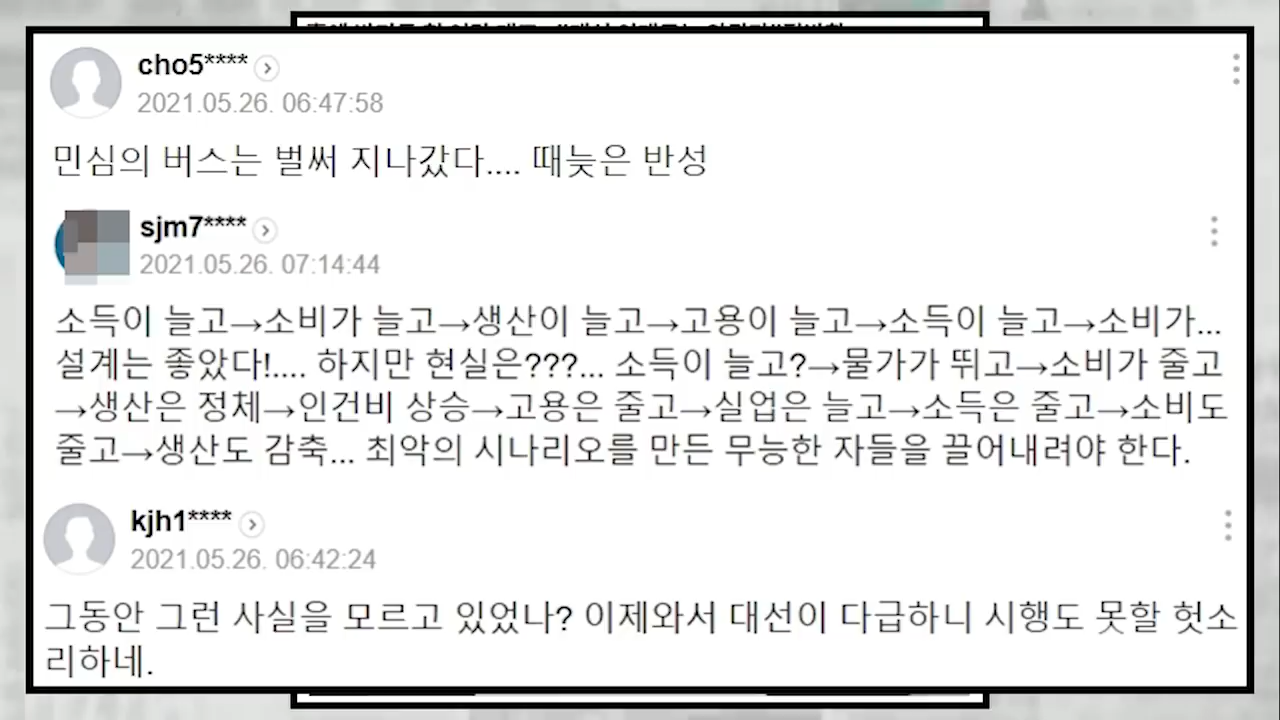 cho5****
2021.05.26. 06:47:58
민심의 버스는 벌써 지나갔다.... 때늦은 반성
sjm7****
2021.05.26. 07:14:44
소득이 늘고→소비가 늘고→생산이 늘고→고용이 늘고→소득이 늘고→소비가...
설계는 좋았다!.... 하지만 현실은???... 소득이 늘고?→물가가 뛰고→소비가 줄고
→생산은 정체→인건비 상승→고용은 줄고→실업은 늘고→소득은 줄고→소비도
줄고→생산도 감축... 최악의 시나리오를 만든 무능한 자들을 끌어내려야 한다.
kjh1****
2021.05.26. 06:42:24
그동안 그런 사실을 모르고 있었나? 이제와서 대선이 다급하니 시행도 못할 헛소
리하네.